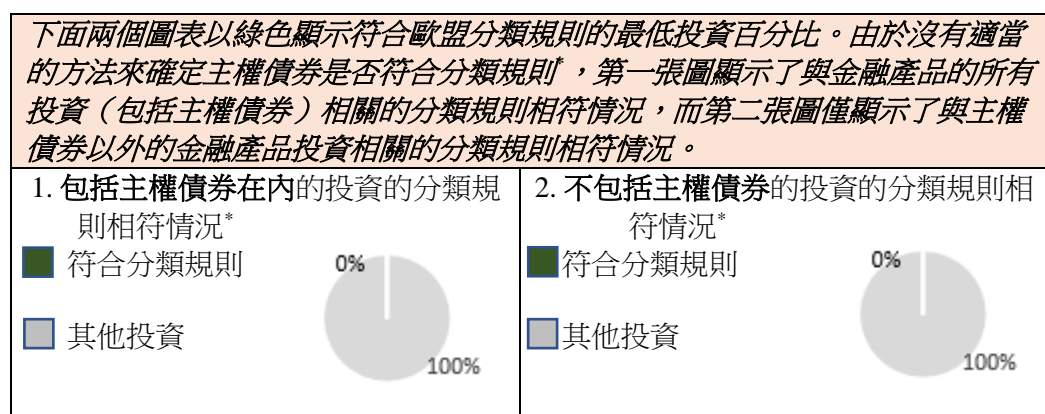 下面兩個圖表以綠色顯示符合歐盟分類規則的最低投資百分比。由於沒有適當
的方法來確定主權債券是否符合分類規則*，第一張圖顯示了與金融產品的所有
投資（包括主權債券）相關的分類規則相符情況，而第二張圖僅顯示了與主權
債券以外的金融產品投資相關的分類規則相符情況。
1. 包括主權債券在內的投資的分類規
則相符情況*
符合分類規則
0%
其他投資
100%
2. 不包括主權債券的投資的分類規則相
符情況*
符合分類規則
0%
其他投資
100%